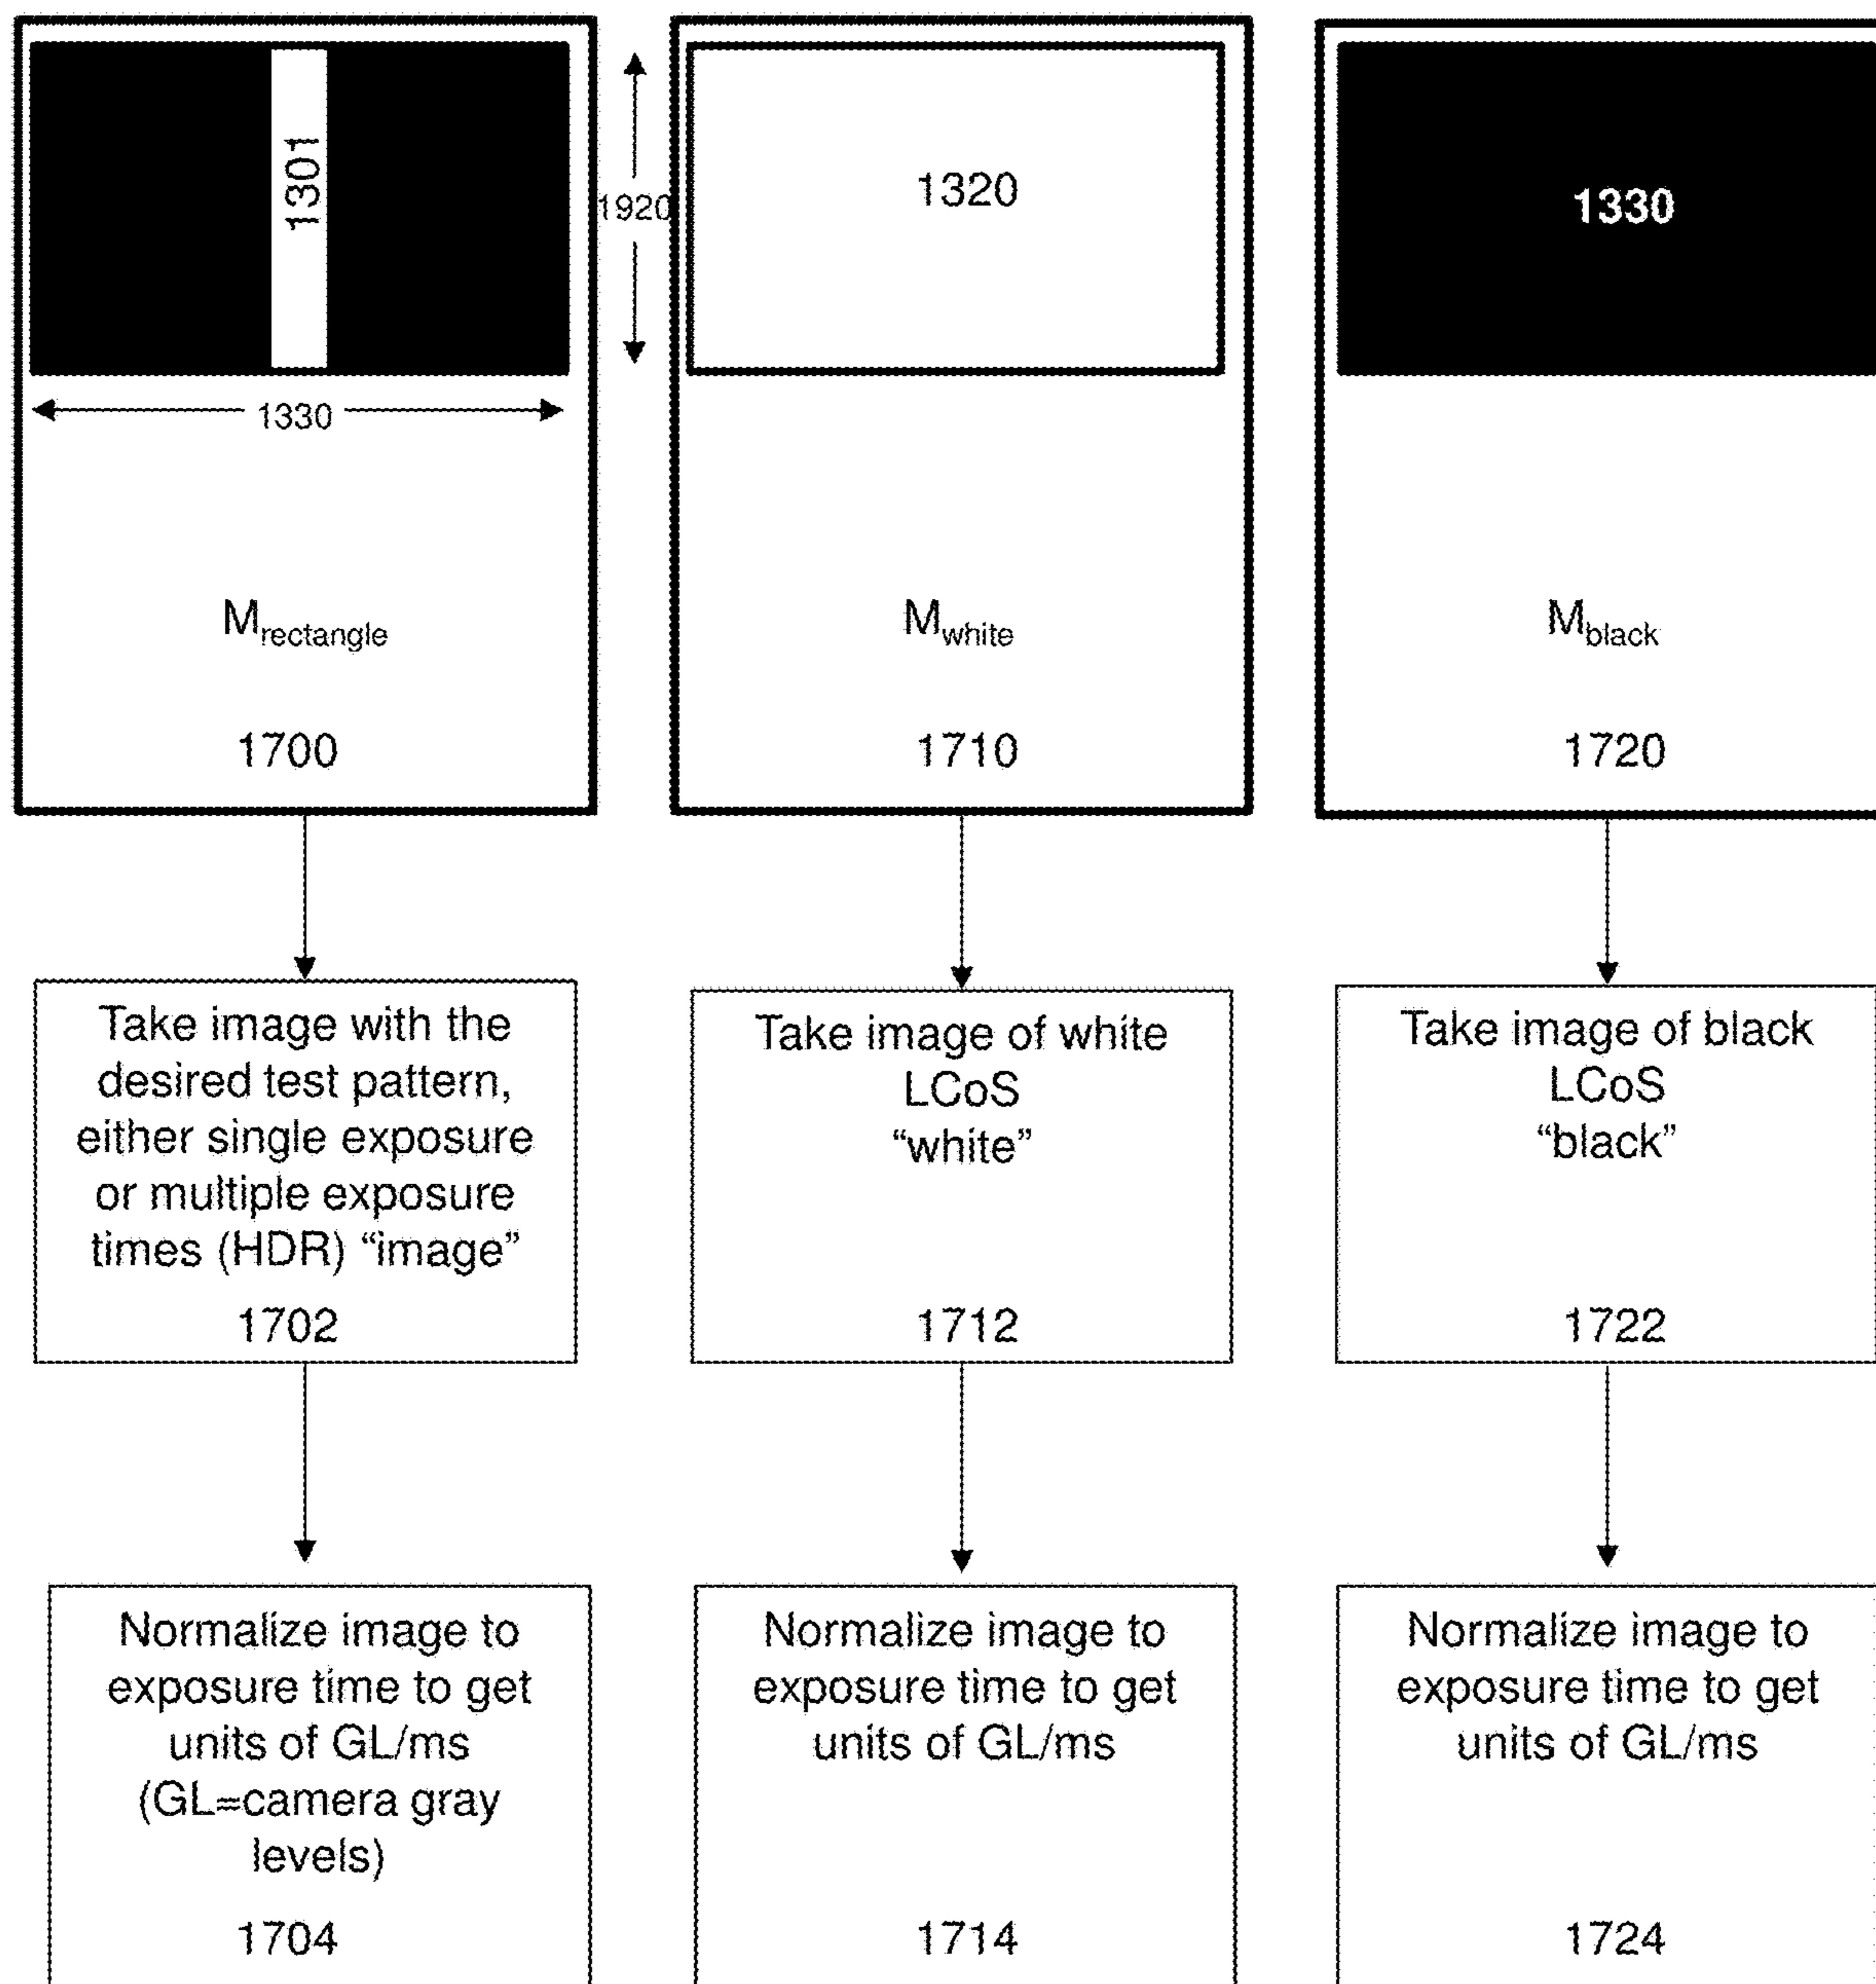 1301
1330
M_rectangle
1700
1920
1320
M_white
1710
1330
M_black
1720
Take image with the
desired test pattern,
either single exposure
or multiple exposure
times (HDR) “image”
1702
Take image of white
LCoS
“white”
1712
Take image of black
LCoS
“black”
1722
Normalize image to
exposure time to get
units of GL/ms
(GL=camera gray
levels)
1704
Normalize image to
exposure time to get
units of GL/ms
1714
Normalize image to
exposure time to get
units of GL/ms
1724